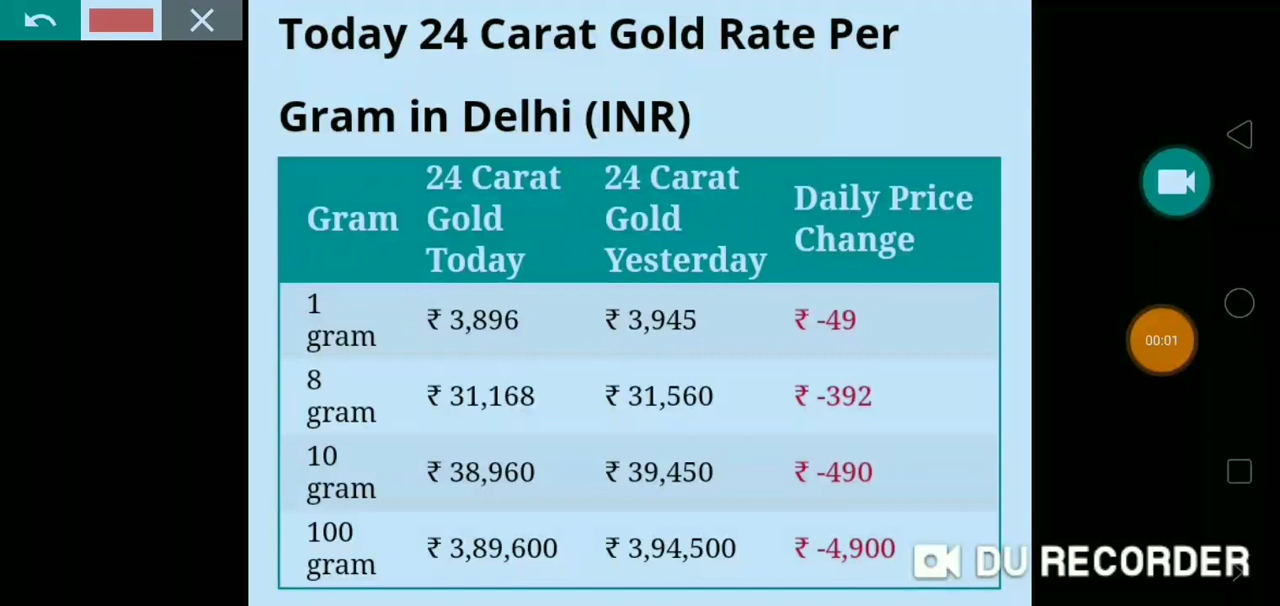 Today 24 Carat Gold Rate Per
Gram in Delhi (INR)
Gram
24 Carat
Gold
Today
24 Carat
Gold
Yesterday
Daily Price
Change
1
gram
₹ 3,896
₹ 3,945
₹ -49
8
gram
₹ 31,168
₹ 31,560
₹ -392
10
gram
₹ 38,960
₹ 39,450
₹ -490
100
gram
₹ 3,89,600
₹ 3,94,500
₹ -4,900
00:01
DU RECORDER